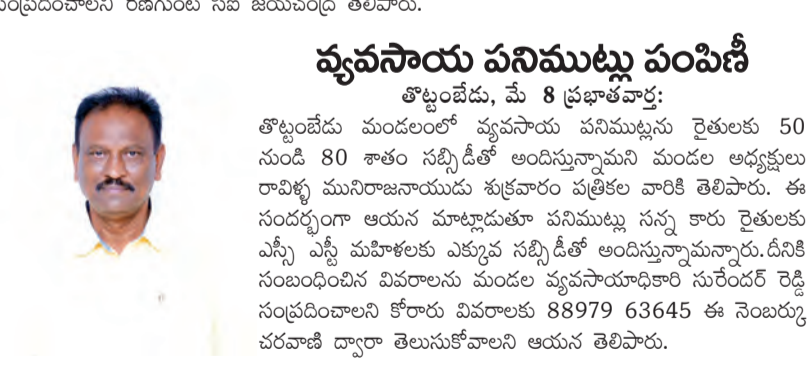 సంప్రదించాలని రేణిగుంట సిఐ జయచంద్ర తెలిపారు.
వ్యవసాయ పనిముట్లు పంపిణీ
తొట్టంబేడు, మే 8 ప్రభాతవార్త:
తొట్టంబేడు మండలంలో వ్యవసాయ పనిముట్లను రైతులకు 50
నుండి 80 శాతం సబ్సిడీతో అందిస్తున్నామని మండల అధ్యక్షులు
రావిళ్ళ మునిరాజనాయుడు శుక్రవారం పత్రికల వారికి తెలిపారు. ఈ
సందర్భంగా ఆయన మాట్లాడుతూ పనిముట్లు సన్న కారు రైతులకు
ఎస్సీ ఎస్టీ మహిళలకు ఎక్కువ సబ్సిడీతో అందిస్తున్నామన్నారు.దీనికి
సంబంధించిన వివరాలను మండల వ్యవసాయాధికారి సురేందర్ రెడ్డి
సంప్రదించాలని కోరారు వివరాలకు 88979 63645 ఈ నెంబర్కు
చరవాణి ద్వారా తెలుసుకోవాలని ఆయన తెలిపారు.